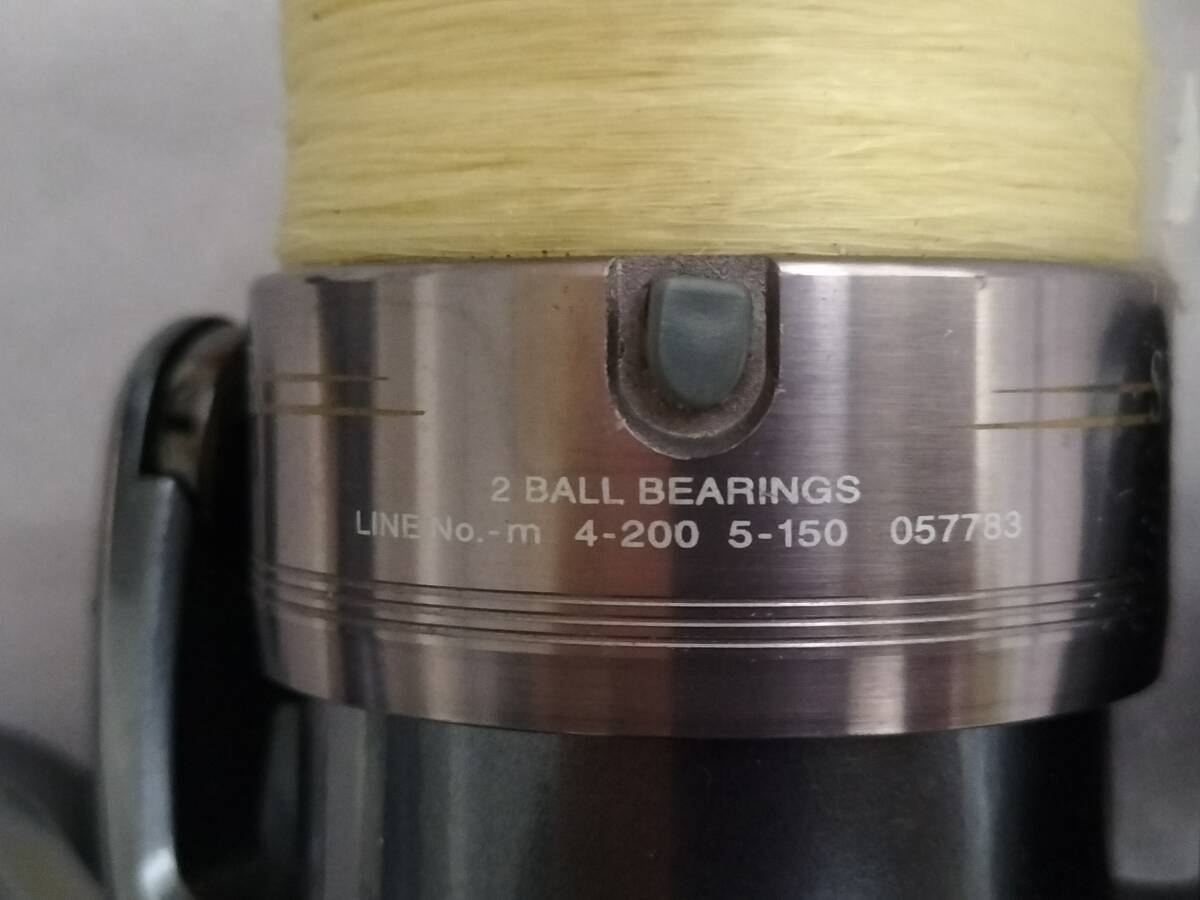 2 BALL BEARINGS
LINE No.-m 4-200 5-150 057783